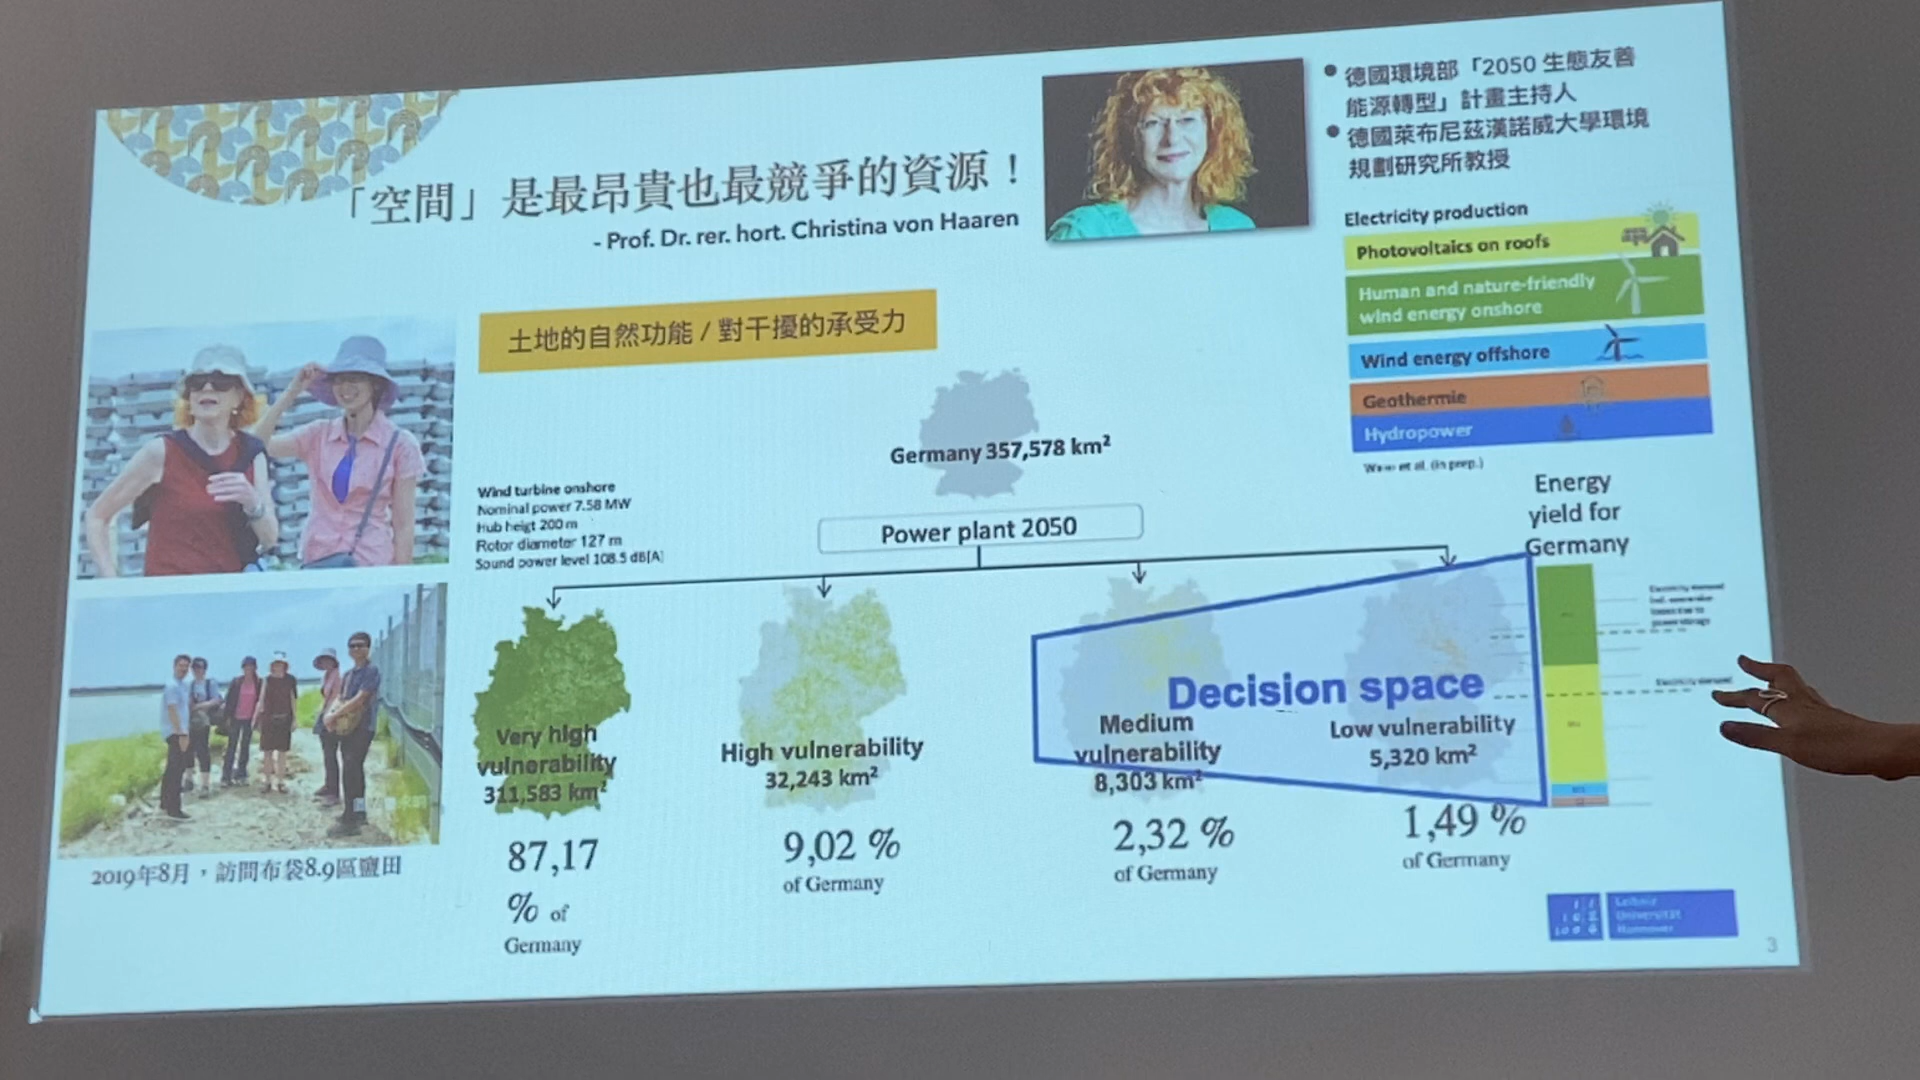 「空間」是最昂貴也最競爭的資源！
- Prof. Dr. rer. hort. Christina von Haaren
● 德國環境部「2050 生態友善
能源轉型」計畫主持人
● 德國萊布尼茲漢諾威大學環境
規劃研究所教授
土地的自然功能 / 對干擾的承受力
Electricity production
Photovoltaics on roofs
Human and nature-friendly
wind energy onshore
Wind energy offshore
Geothermie
Hydropower
et al. (in prep.)
Germany 357,578 km²
Wind turbine onshore
Nominal power 7.58 MW
Hub heigt 200 m
Rotor diameter 127 m
Sound power level 108.5 dB[A]
Power plant 2050
Energy
yield for
Germany
Decision space
Very high
vulnerability
311,583 km²
87,17
% of
Germany
High vulnerability
32,243 km²
9,02 %
of Germany
Medium
vulnerability
8,303 km²
2,32 %
of Germany
Low vulnerability
5,320 km²
1,49 %
of Germany
2019年8月，訪問布袋8.9區鹽田
Leibniz
Universität
Hannover
3